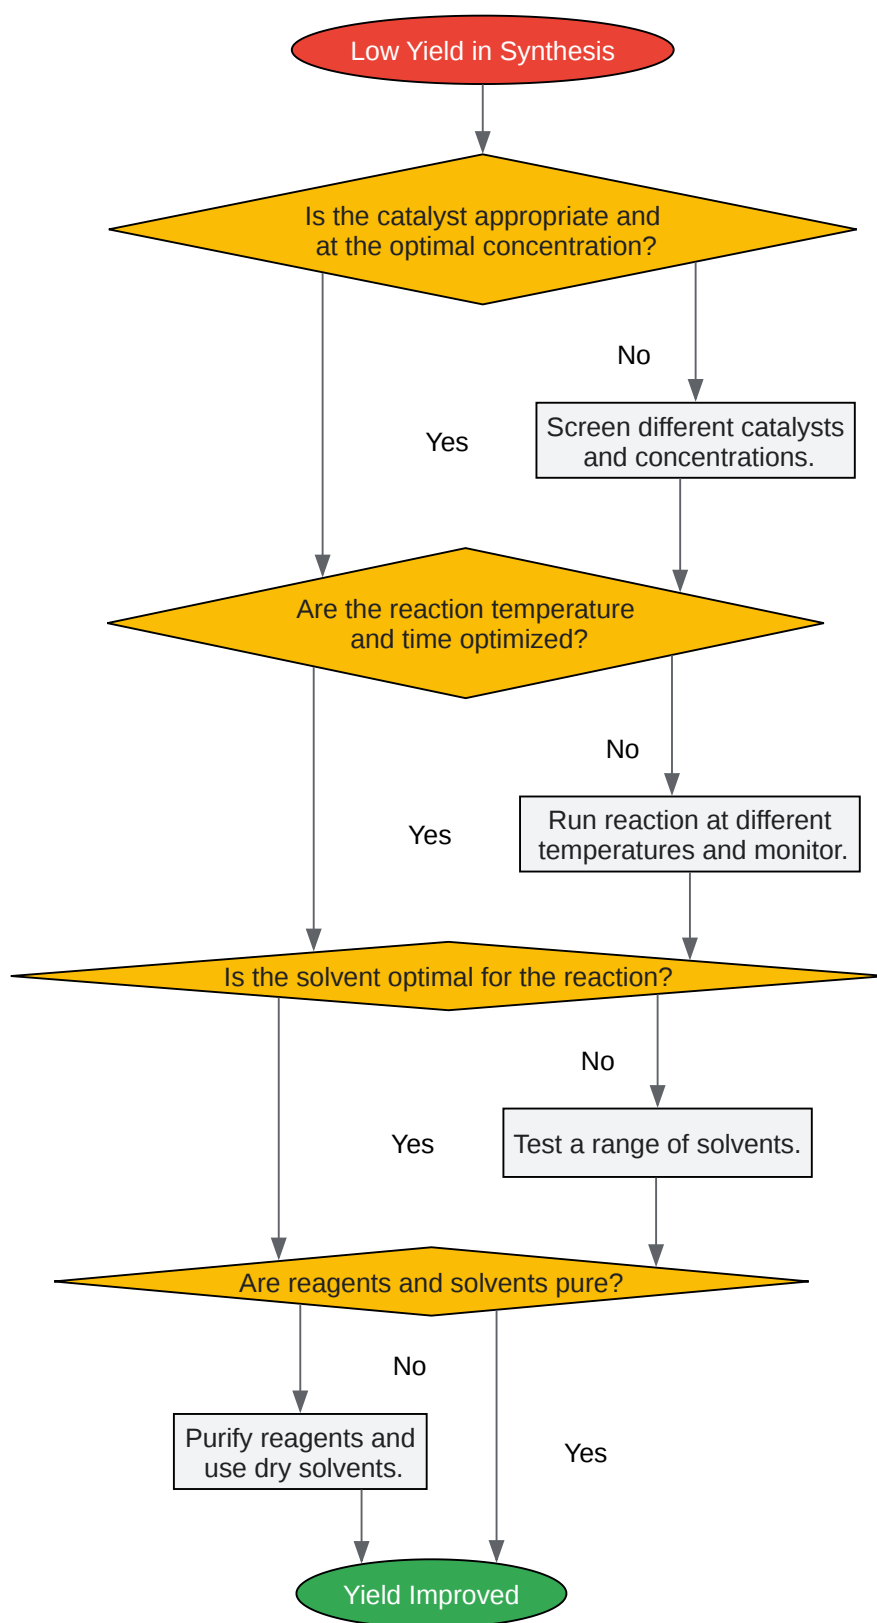 Low Yield in Synthesis
Is the catalyst appropriate and
at the optimal concentration?
No
Screen different catalysts
and concentrations.
Yes
Are the reaction temperature
and time optimized?
No
Run reaction at different
temperatures and monitor.
Yes
Is the solvent optimal for the reaction?
No
Test a range of solvents.
Yes
Are reagents and solvents pure?
No
Purify reagents and
use dry solvents.
Yes
Yield Improved